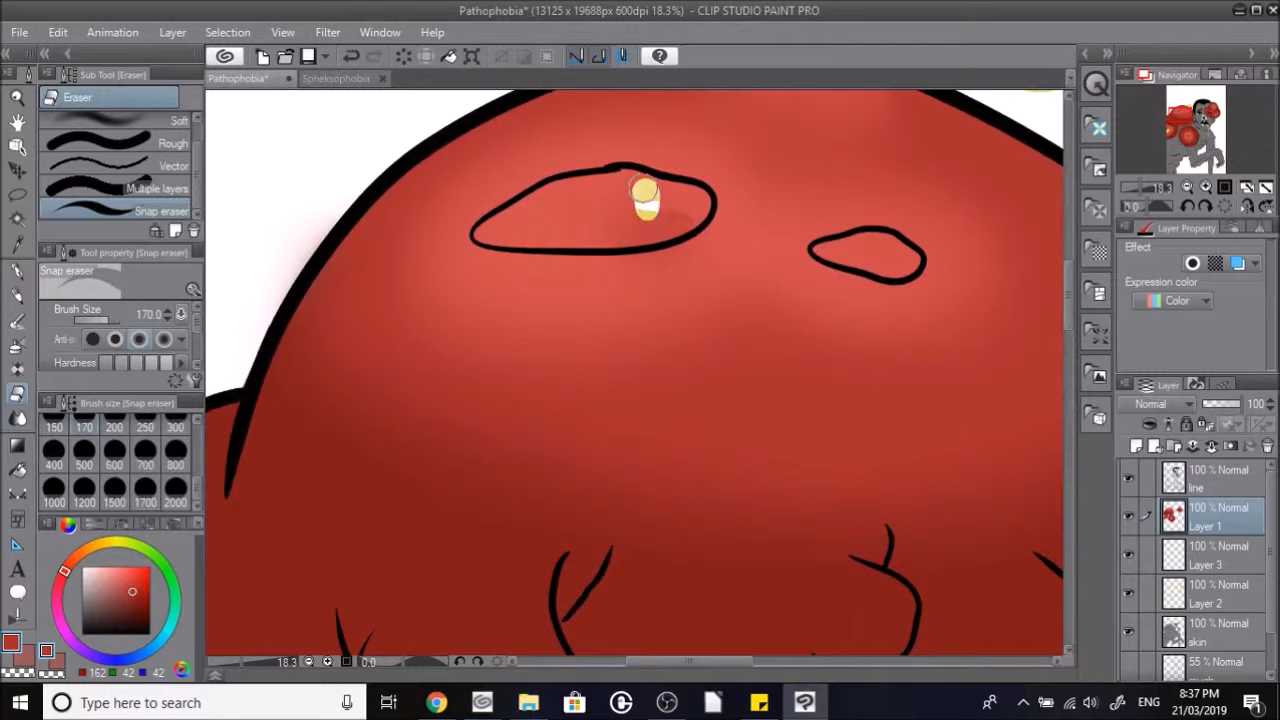 Pathophobia* (13125 x 19688px 600dpi 18.3%) - CLIP STUDIO PAINT PRO
File Edit Animation Layer Selection View Filter Window Help
Sub Tool [Eraser]
Pathophobia*
Spheksophobia
Navigator
Eraser
Soft
Rough
Vector
Multiple layers
Snap eraser
Tool property [Snap eraser]
Snap eraser
Brush Size 170.0
Anti-a
Hardness
Brush size [Snap eraser]
150 170 200 250 300
400 500 600 700 800
1000 1200 1500 1700 2000
162 42 42
18.3
0.0
18.3
0.0
Layer Property
Effect
Expression color
Color
Layer
Normal 100
100 % Normal
line
100 % Normal
Layer 1
100 % Normal
Layer 3
100 % Normal
Layer 2
100 % Normal
skin
55 % Normal
Type here to search
ENG
8:37 PM
21/03/2019
1